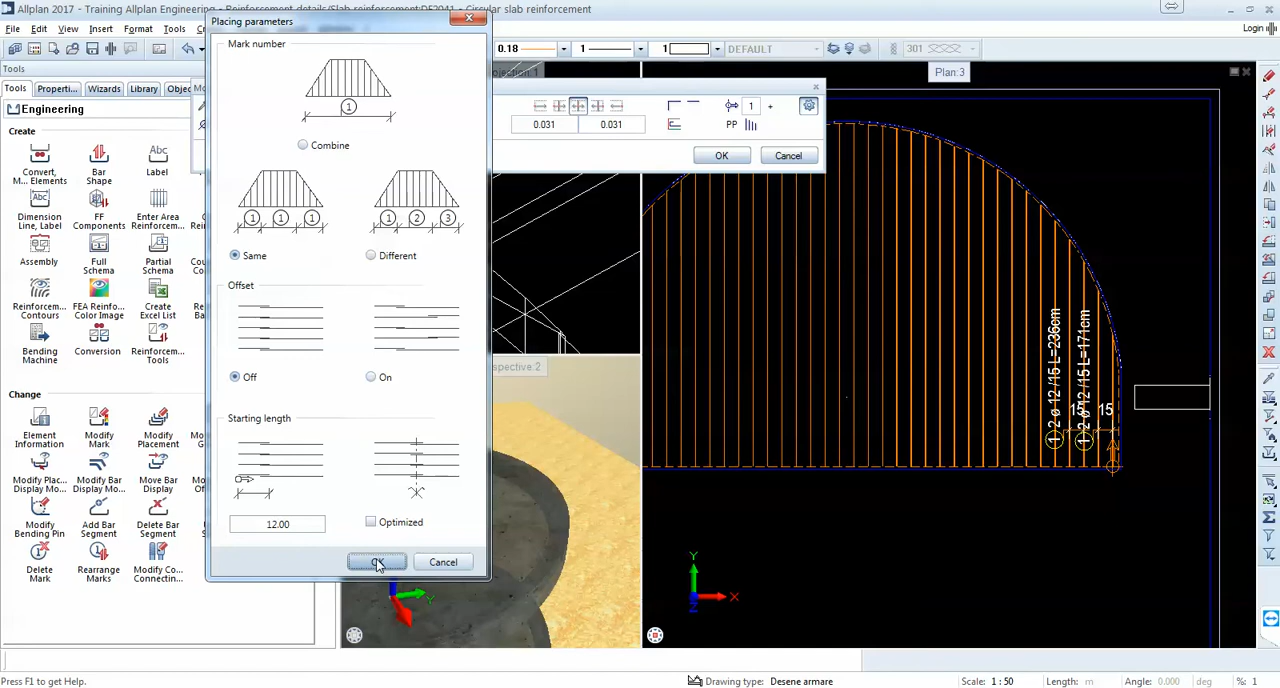 Allplan 2017 - Training Allplan Engineering - Reinforcement details/Slab reinforcement:DF2041 - Circular slab reinforcement
File Edit View Insert Format Tools
Login
0.18 1 1 DEFAULT 301
Tools
Tools Properti... Wizards Library Objec
Engineering
Create
Convert, M... Elements
Bar Shape
Label
Dimension Line, Label
FF Components
Enter Area Reinforcem...
Assembly
Full Schema
Partial Schema
Reinforcem... Contours
FEA Reinfo... Color Image
Create Excel List
Bending Machine
Conversion
Reinforcem... Tools
Change
Element Information
Modify Mark
Modify Placement
Modify Plac... Display Mo...
Modify Bar Display Mo...
Move Bar Display
Modify Bending Pin
Add Bar Segment
Delete Bar Segment
Delete Mark
Rearrange Marks
Modify Co... Connectin...
Placing parameters
Mark number
1
Combine
1 1 1
1 2 3
Same
Different
Offset
Off
On
Starting length
12.00
Optimized
OK
Cancel
0.031 0.031
1 +
PP
OK
Cancel
Plan:3
spective:2
1 2 ø 12 /15 L=236cm
1 2 ø 12 /15 L=171cm
15 15
Y
X
Z
Y
Press F1 to get Help.
Drawing type: Desene armare
Scale: 1 : 50
Length: m
Angle: 0.000 deg
%: 1